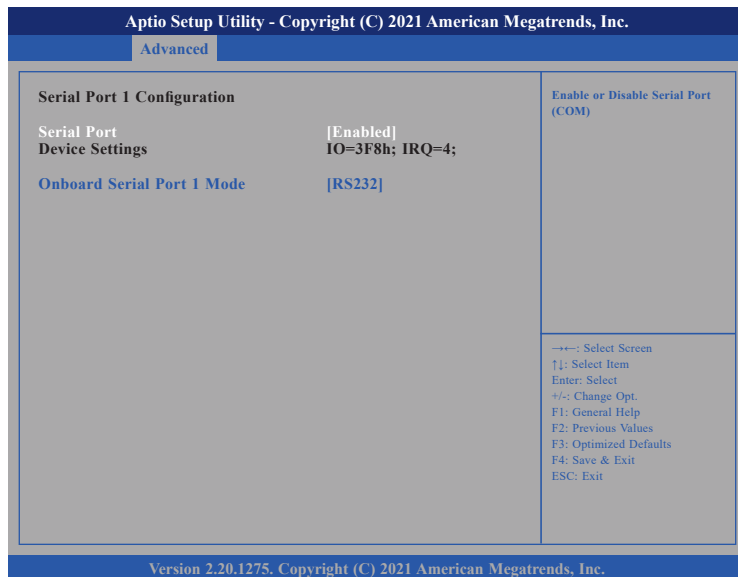 Aptio Setup Utility - Copyright (C) 2021 American Megatrends, Inc.
Advanced
Serial Port 1 Configuration
Serial Port [Enabled]
Device Settings IO=3F8h; IRQ=4;
Onboard Serial Port 1 Mode [RS232]
Enable or Disable Serial Port
(COM)
→←: Select Screen
↑↓: Select Item
Enter: Select
+/-: Change Opt.
F1: General Help
F2: Previous Values
F3: Optimized Defaults
F4: Save & Exit
ESC: Exit
Version 2.20.1275. Copyright (C) 2021 American Megatrends, Inc.